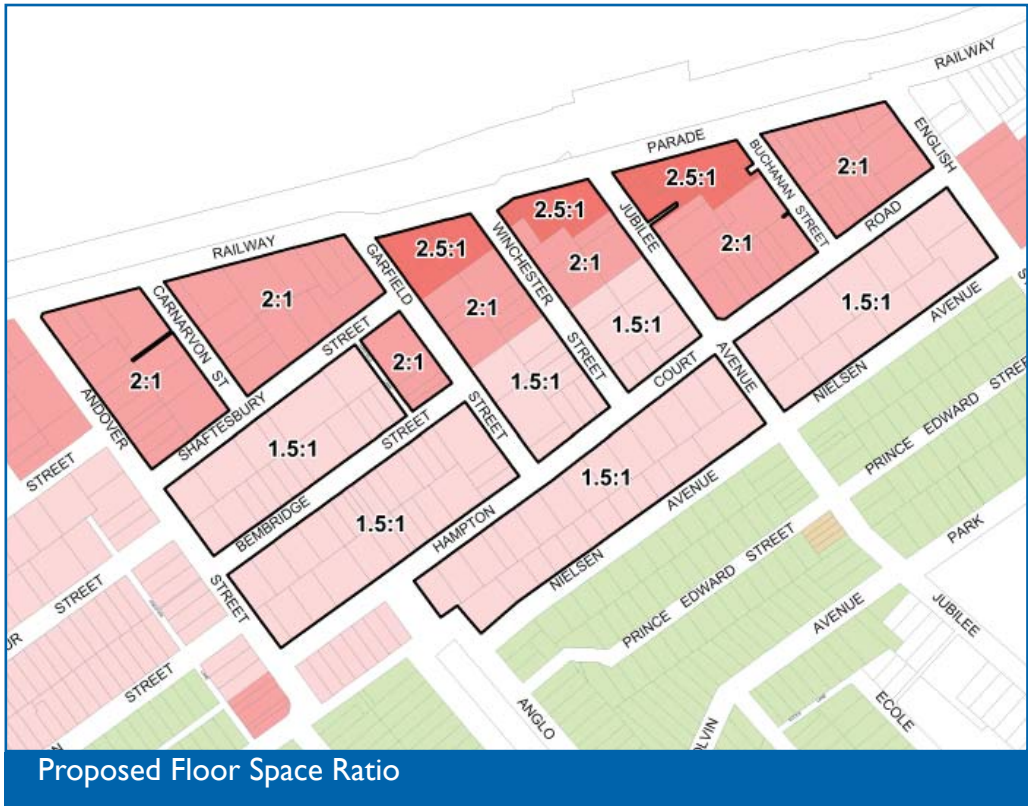 RAILWAY
PARADE
ENGLISH
BUCHANAN STREET
2:1
2.5:1
JUBILEE
2.5:1
ROAD
WINCHESTER
2:1
2:1
RAILWAY
GARFIELD
2.5:1
CARNARVON ST
2:1
2:1
1.5:1
AVENUE
1.5:1
STREET
STREET
2:1
COURT
AVENUE
NIELSEN
2:1
1.5:1
ANDOVER
SHAFTESBURY
STREET
STREET
PRINCE EDWARD STREE
STREET
1.5:1
1.5:1
AVENUE
BEMBRIDGE
1.5:1
HAMPTON
NIELSEN
PRINCE EDWARD STREET
PARK
STREET
STREET
AVENUE
JUBILEE
UR
STREET
ANGLO
OLVIN
ECOLE
Proposed Floor Space Ratio